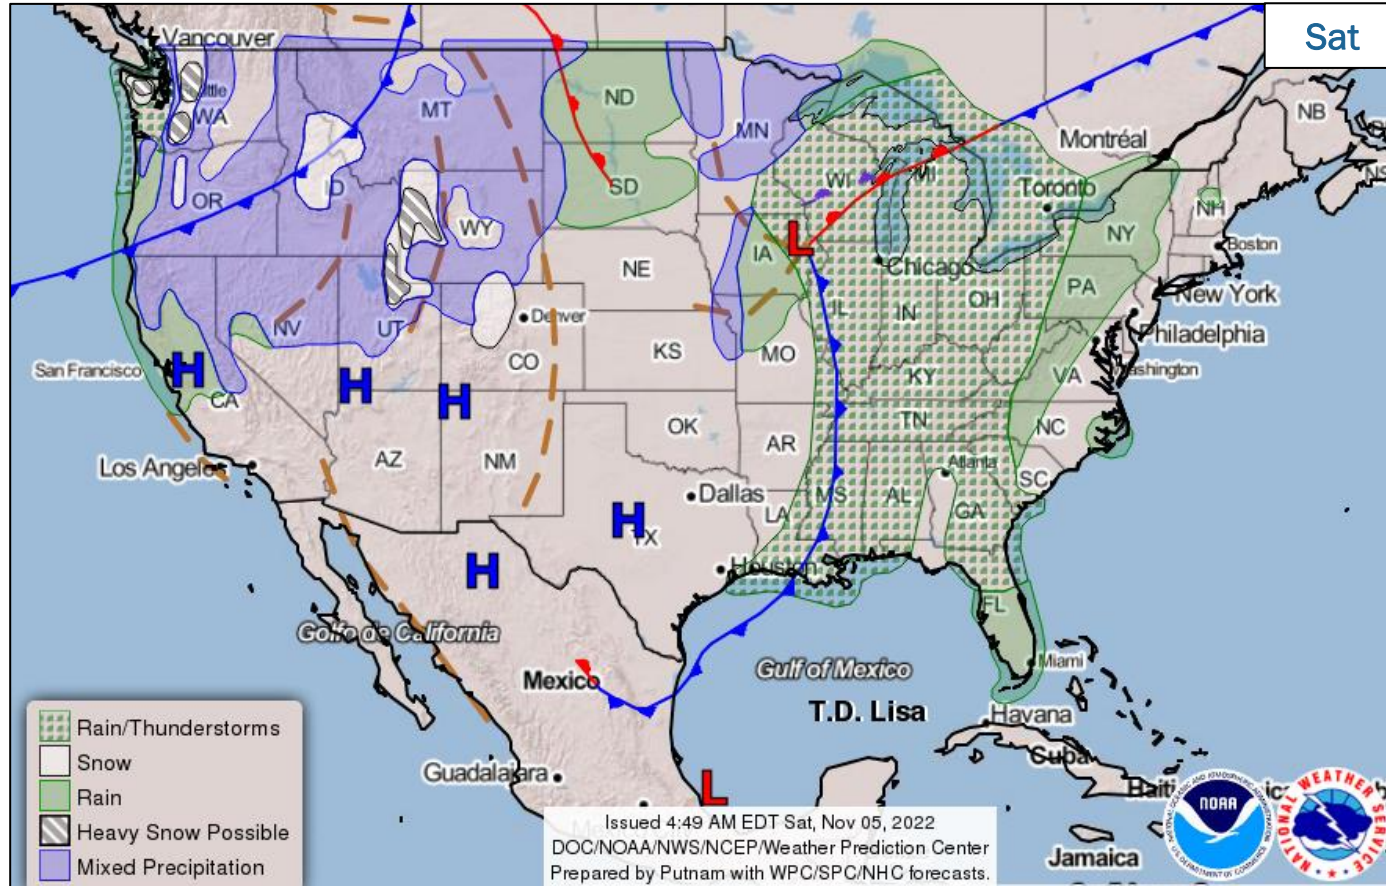 Sat
Vancouver
Seattle
WA
MT
ND
MN
NB
Montréal
OR
ID
SD
WI
MI
Toronto
WY
NH
NY
Boston
L
IA
Chicago
NE
IL
IN
OH
PA
New York
NV
UT
Denver
Philadelphia
San Francisco
H
H
H
CO
KS
MO
KY
VA
Washington
CA
OK
TN
NC
Los Angeles
AZ
NM
AR
Atlanta
SC
Dallas
MS
AL
GA
LA
H
TX
H
Houston
FL
Golfo de California
Gulf of Mexico
Miami
Mexico
T.D. Lisa
Havana
Cuba
Guadalajara
L
Haiti
Jamaica
Rain/Thunderstorms
Snow
Rain
Heavy Snow Possible
Mixed Precipitation
Issued 4:49 AM EDT Sat, Nov 05, 2022
DOC/NOAA/NWS/NCEP/Weather Prediction Center
Prepared by Putnam with WPC/SPC/NHC forecasts.
NOAA
NATIONAL WEATHER SERVICE